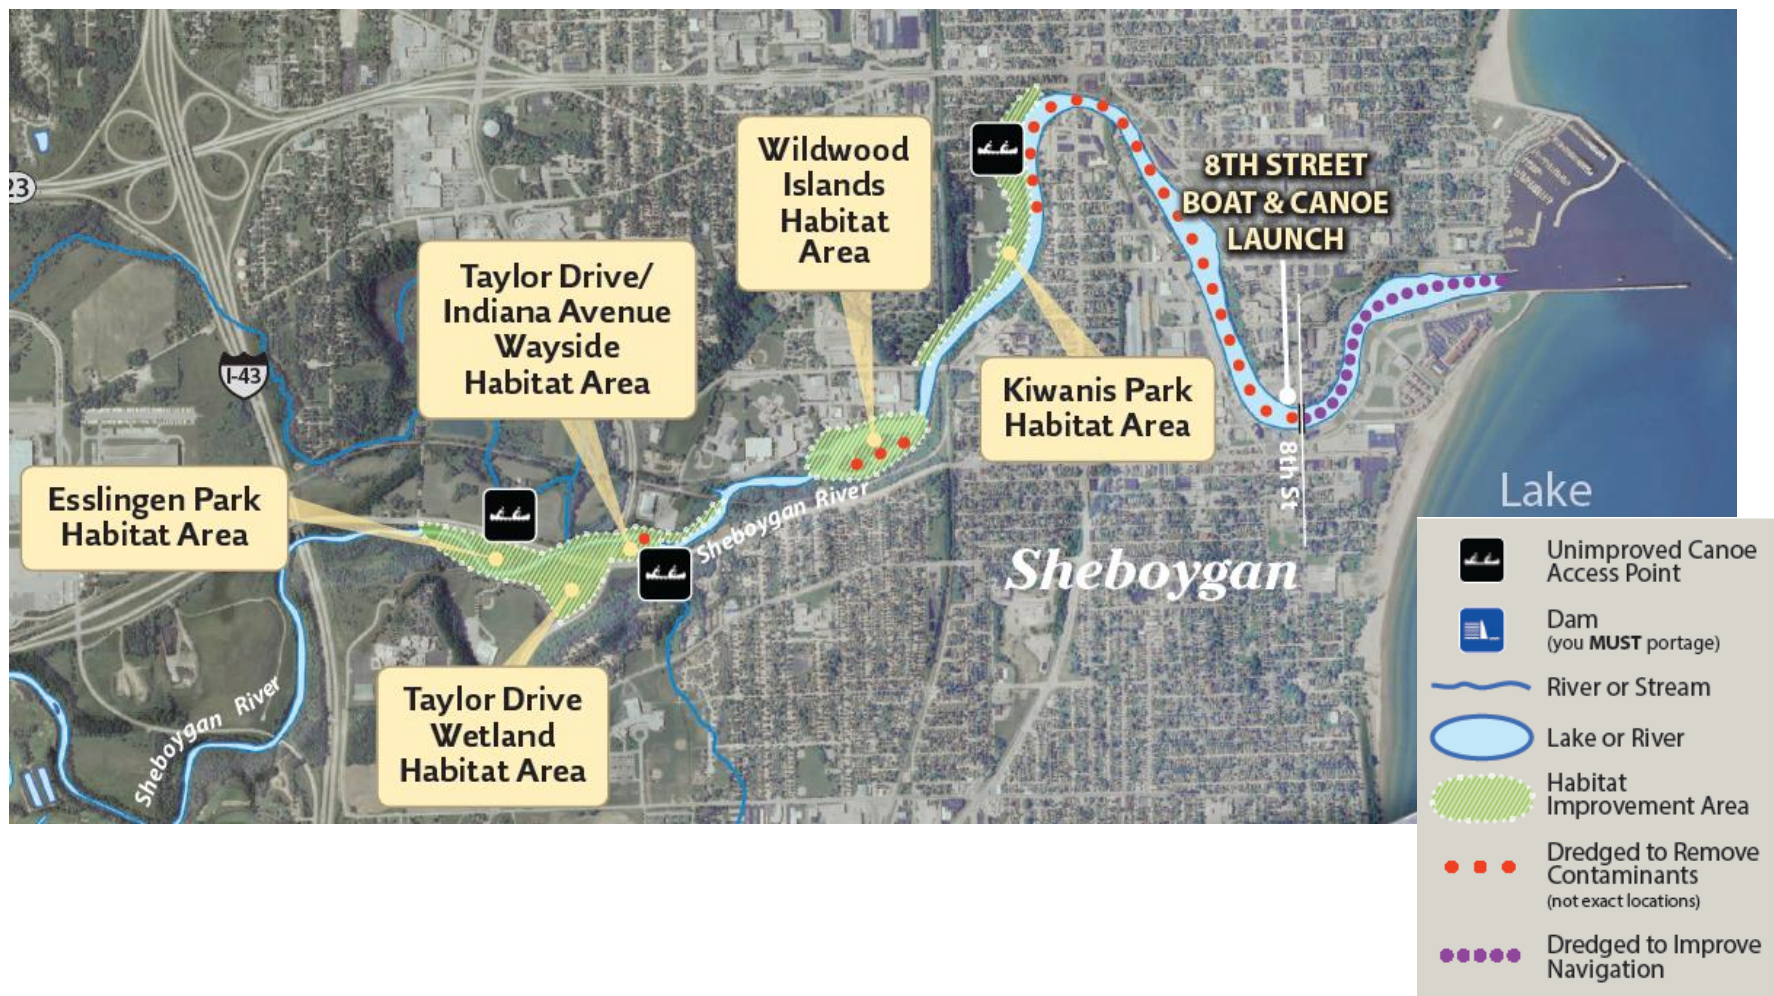 23
I-43
Wildwood
Islands
Habitat
Area
8TH STREET
BOAT & CANOE
LAUNCH
Taylor Drive/
Indiana Avenue
Wayside
Habitat Area
Kiwanis Park
Habitat Area
Esslingen Park
Habitat Area
8th St
Sheboygan River
Sheboygan
Lake
Taylor Drive
Wetland
Habitat Area
Sheboygan River
Unimproved Canoe
Access Point
Dam
(you MUST portage)
River or Stream
Lake or River
Habitat
Improvement Area
Dredged to Remove
Contaminants
(not exact locations)
Dredged to Improve
Navigation